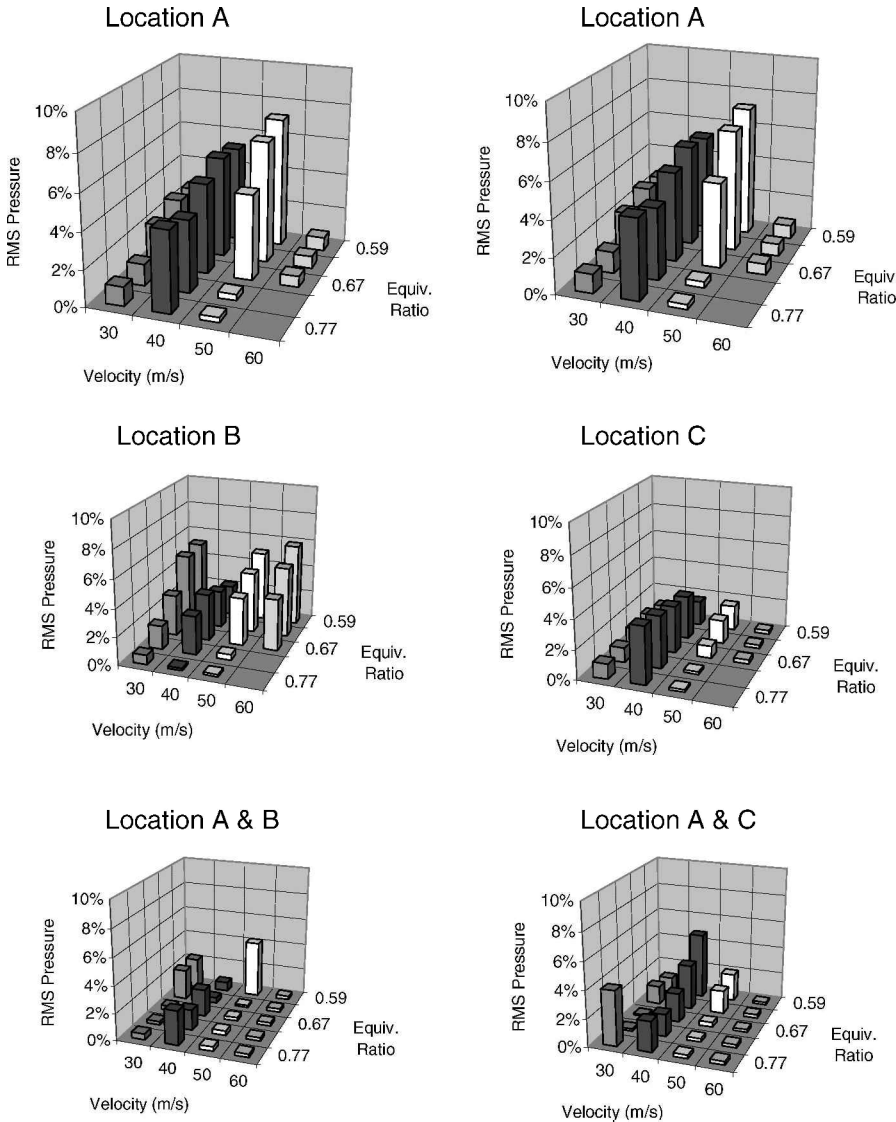 Location A
10%
8%
6%
4%
2%
0%
RMS Pressure
30
40
50
60
Velocity (m/s)
0.59
0.67
0.77
Equiv.
Ratio
Location A
10%
8%
6%
4%
2%
0%
RMS Pressure
30
40
50
60
Velocity (m/s)
0.59
0.67
0.77
Equiv.
Ratio
Location B
10%
8%
6%
4%
2%
0%
RMS Pressure
30
40
50
60
Velocity (m/s)
0.59
0.67
0.77
Equiv.
Ratio
Location C
10%
8%
6%
4%
2%
0%
RMS Pressure
30
40
50
60
Velocity (m/s)
0.59
0.67
0.77
Equiv.
Ratio
Location A & B
10%
8%
6%
4%
2%
0%
RMS Pressure
30
40
50
60
Velocity (m/s)
0.59
0.67
0.77
Equiv.
Ratio
Location A & C
10%
8%
6%
4%
2%
0%
RMS Pressure
30
40
50
60
Velocity (m/s)
0.59
0.67
0.77
Equiv.
Ratio